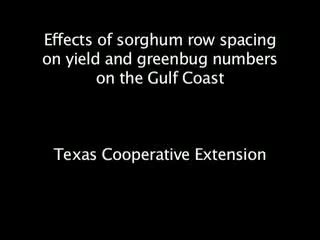 Effects of sorghum row spacing
on yield and greenbug numbers
on the Gulf Coast
Texas Cooperative Extension